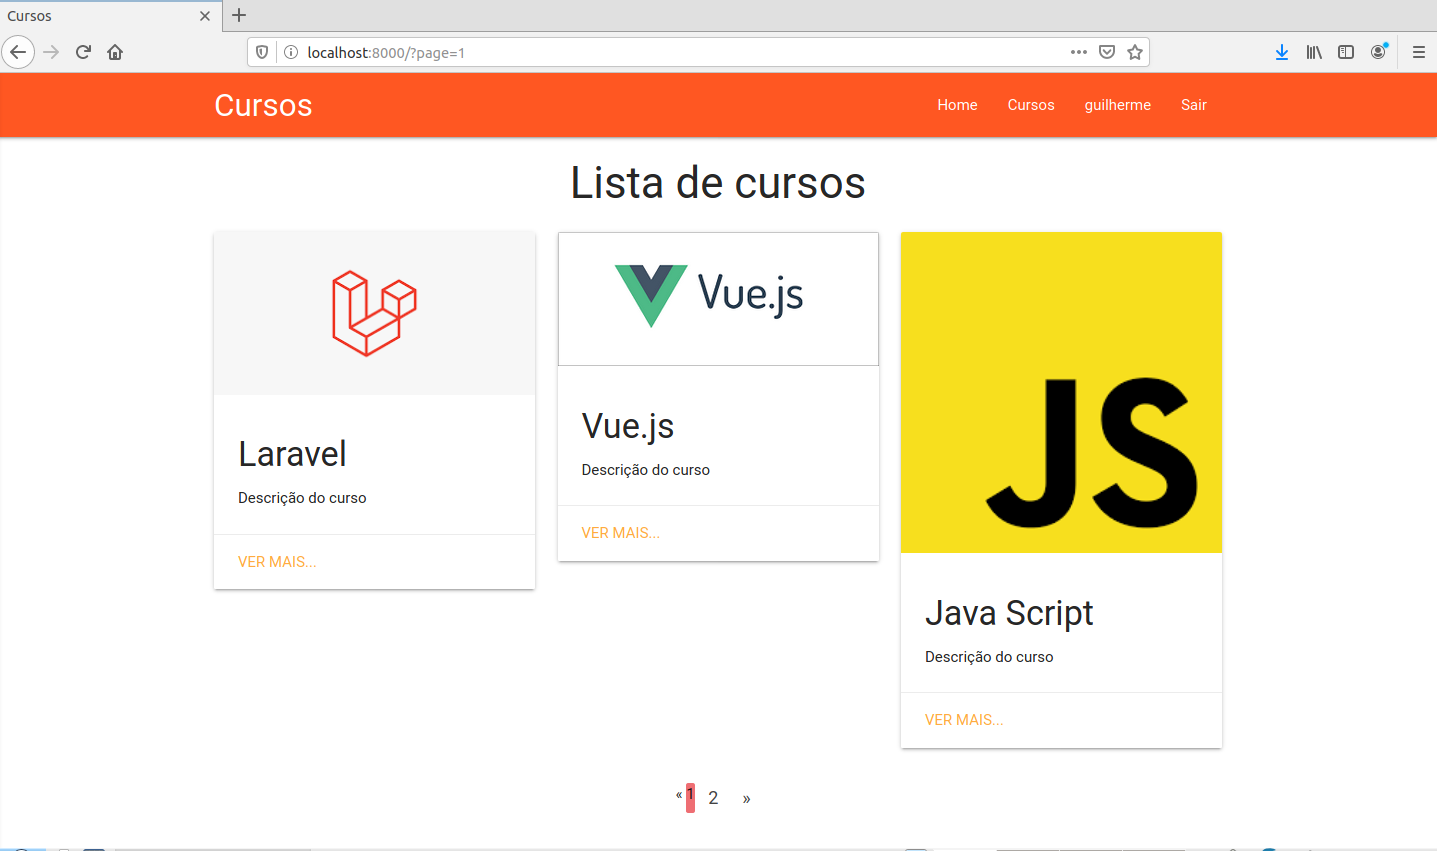 Cursos
localhost:8000/?page=1
Cursos
Home Cursos guilherme Sair
Lista de cursos
Laravel
Descrição do curso
VER MAIS...
Vue.js
Vue.js
Descrição do curso
VER MAIS...
JS
Java Script
Descrição do curso
VER MAIS...
« 1 2 »